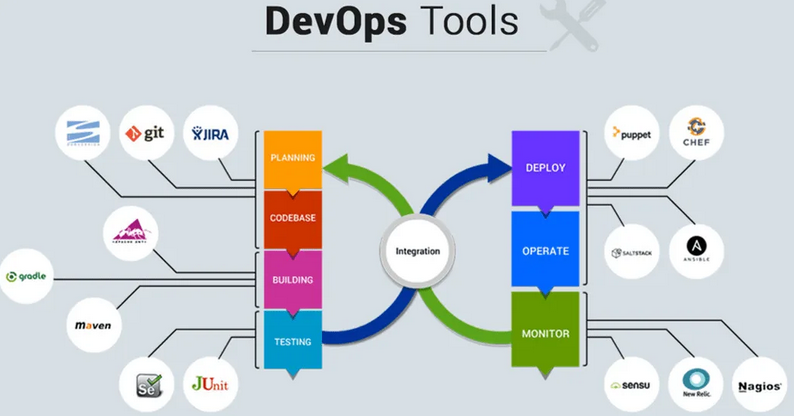 DevOps Tools
git
JIRA
PLANNING
CODEBASE
BUILDING
TESTING
gradle
maven
Se
JUnit
Integration
DEPLOY
OPERATE
MONITOR
puppet
CHEF
SALTSTACK
ANSIBLE
sensu
New Relic.
Nagios